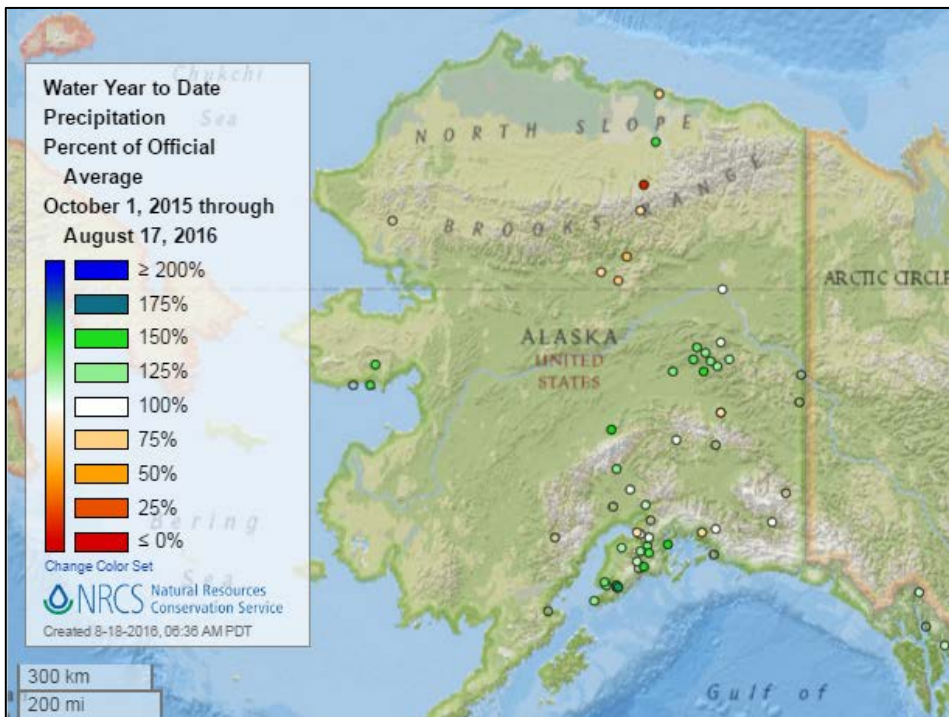 Water Year to Date
Precipitation
Percent of Official
Average
October 1, 2015 through
August 17, 2016
≥ 200%
175%
150%
125%
100%
75%
50%
25%
≤ 0%
Change Color Set
NRCS Natural Resources
Conservation Service
Created 8-18-2016, 06:36 AM PDT
300 km
200 mi
Chukchi
Sea
NORTH SLOPE
BROOKS RANGE
ARCTIC CIRCLE
ALASKA
UNITED
STATES
Bering
Sea
Gulf of